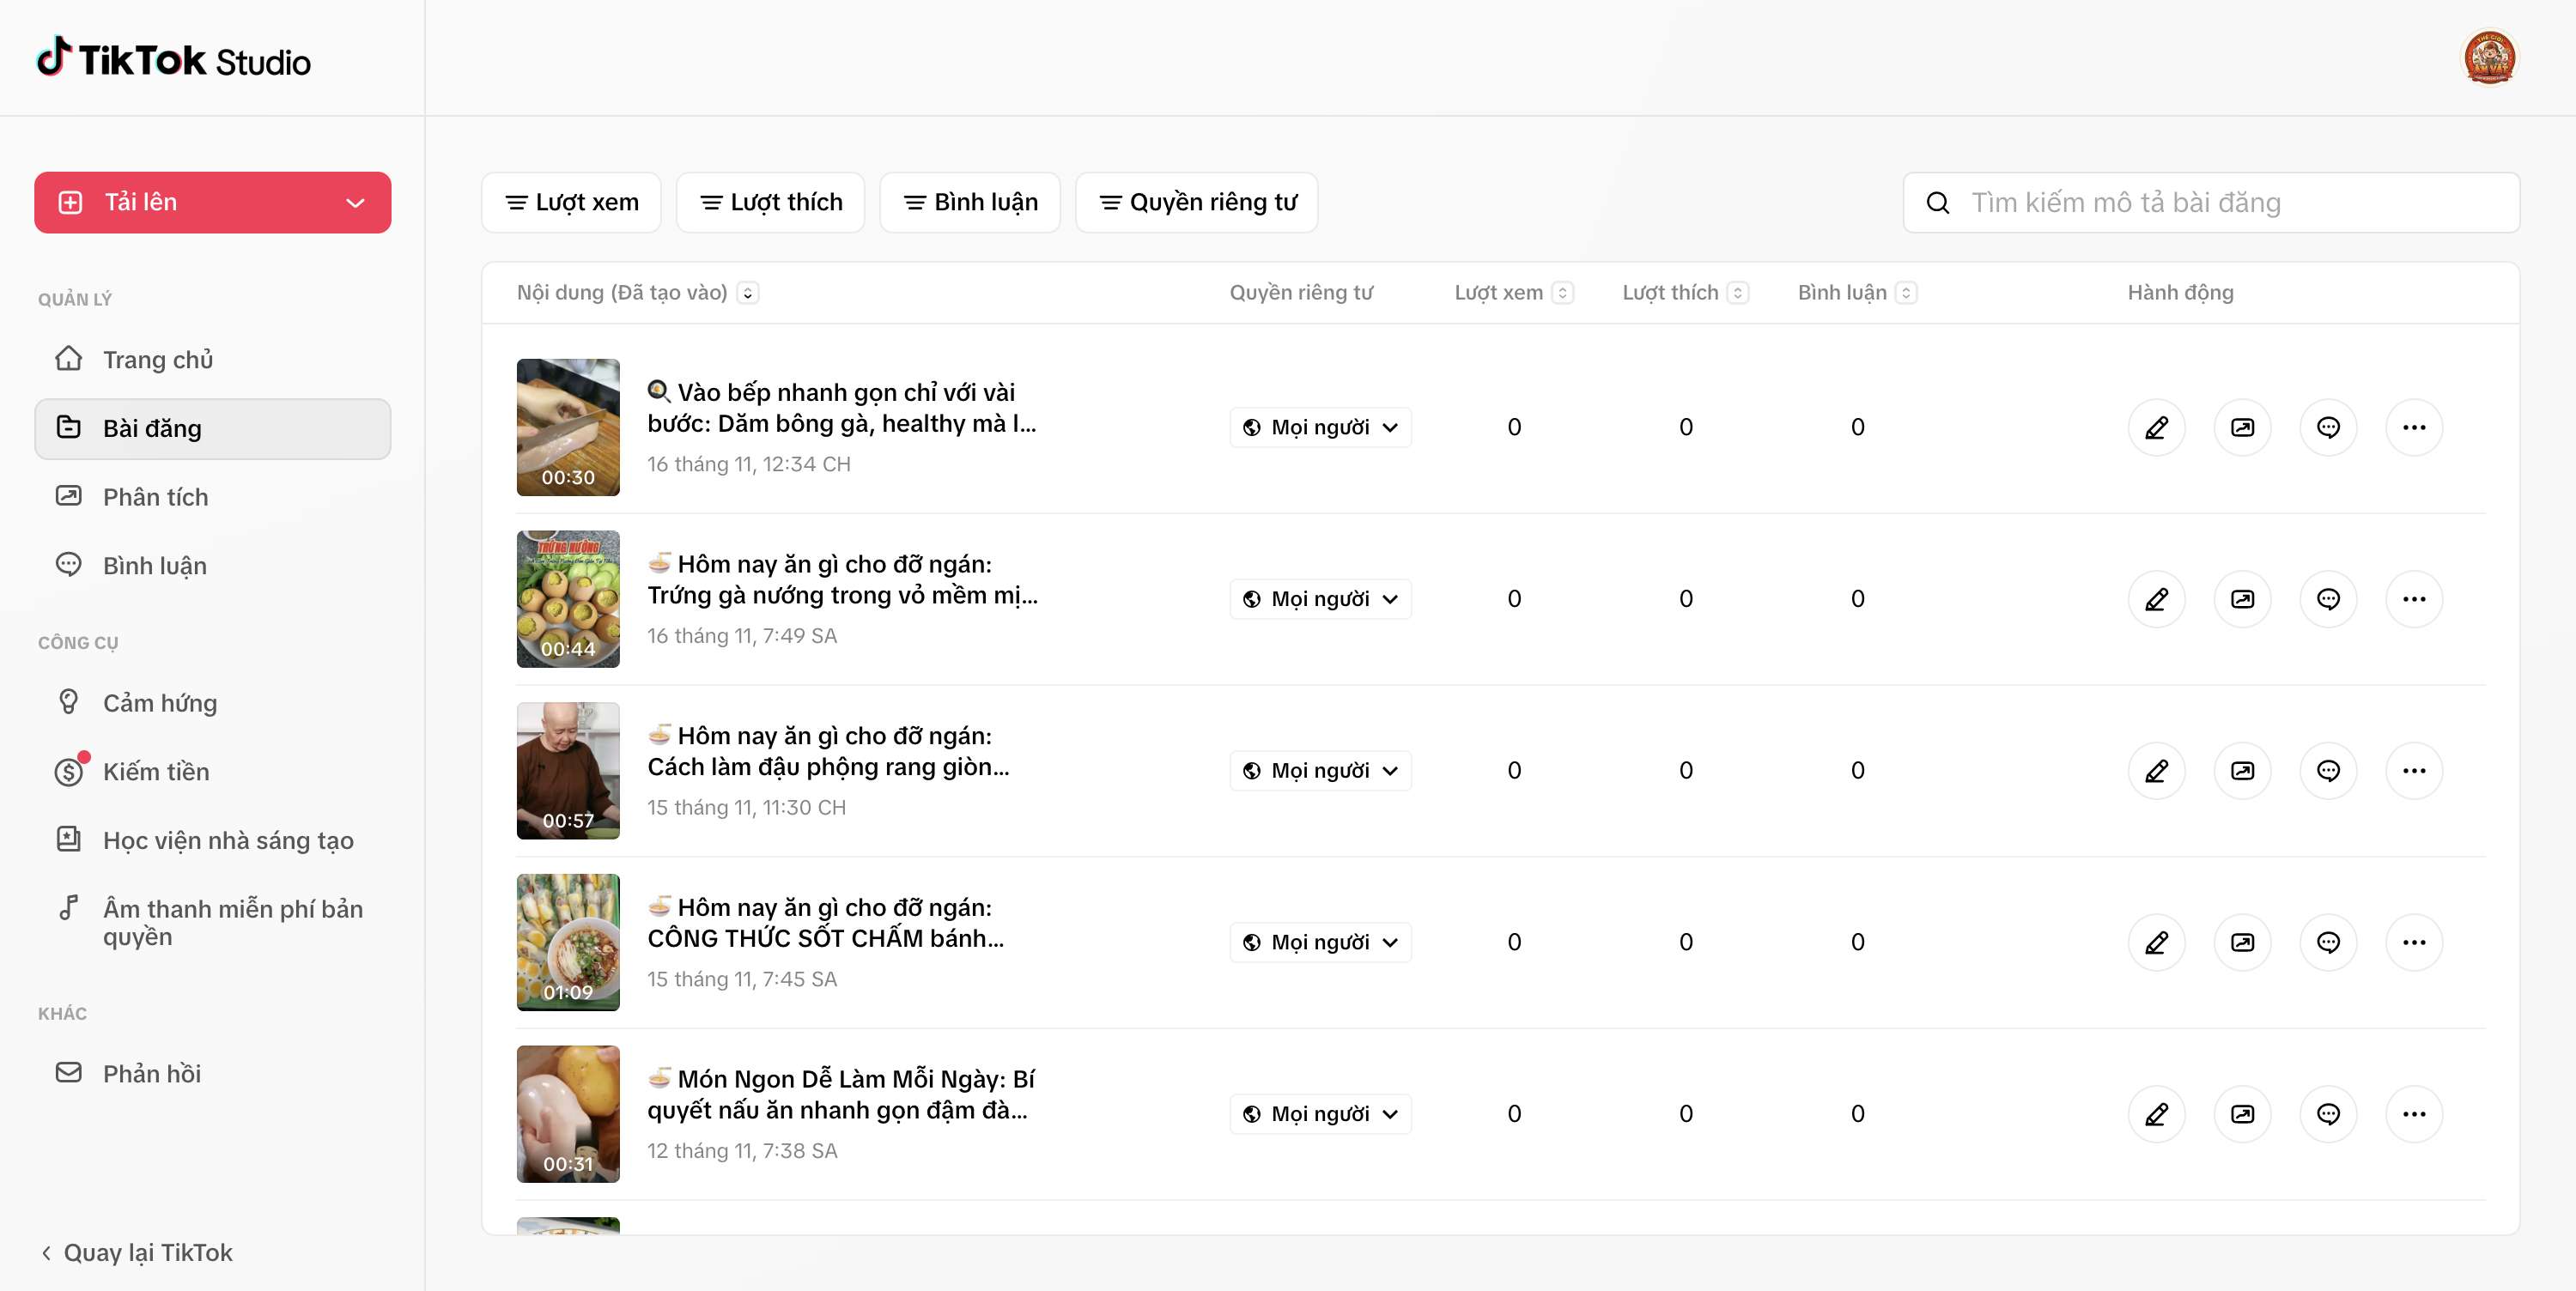 TikTok Studio
Tải lên
QUẢN LÝ
Trang chủ
Bài đăng
Phân tích
Bình luận
CÔNG CỤ
Cảm hứng
Kiếm tiền
Học viện nhà sáng tạo
Âm thanh miễn phí bản
quyền
KHÁC
Phản hồi
Quay lại TikTok
Lượt xem Lượt thích Bình luận Quyền riêng tư
Tìm kiếm mô tả bài đăng
Nội dung (Đã tạo vào) Quyền riêng tư Lượt xem Lượt thích Bình luận Hành động
🍳 Vào bếp nhanh gọn chỉ với vài
bước: Dăm bông gà, healthy mà l...
16 tháng 11, 12:34 CH
00:30
Mọi người 0 0 0
TRỨNG NƯỚNG
🍜 Hôm nay ăn gì cho đỡ ngán:
Trứng gà nướng trong vỏ mềm mị...
16 tháng 11, 7:49 SA
00:44
Mọi người 0 0 0
🍜 Hôm nay ăn gì cho đỡ ngán:
Cách làm đậu phộng rang giòn...
15 tháng 11, 11:30 CH
00:57
Mọi người 0 0 0
🍜 Hôm nay ăn gì cho đỡ ngán:
CÔNG THỨC SỐT CHẤM bánh...
15 tháng 11, 7:45 SA
01:09
Mọi người 0 0 0
🍜 Món Ngon Dễ Làm Mỗi Ngày: Bí
quyết nấu ăn nhanh gọn đậm đà...
12 tháng 11, 7:38 SA
00:31
Mọi người 0 0 0